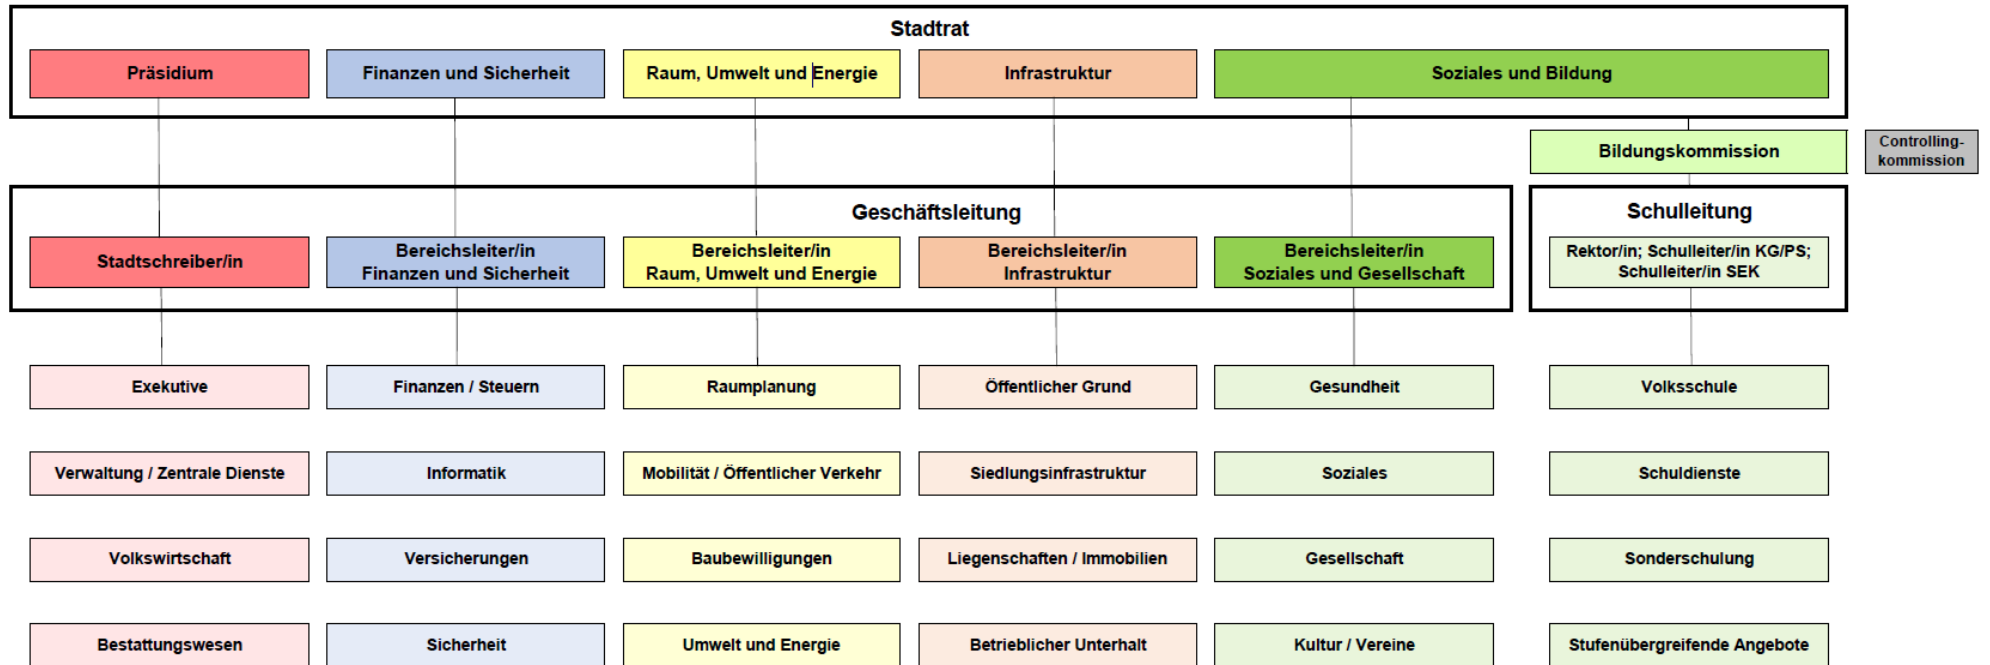 Stadtrat
Präsidium
Finanzen und Sicherheit
Raum, Umwelt und Energie
Infrastruktur
Soziales und Bildung
Bildungskommission
Controlling-
kommission
Geschäftsleitung
Schulleitung
Stadtschreiber/in
Bereichsleiter/in
Finanzen und Sicherheit
Bereichsleiter/in
Raum, Umwelt und Energie
Bereichsleiter/in
Infrastruktur
Bereichsleiter/in
Soziales und Gesellschaft
Rektor/in; Schulleiter/in KG/PS;
Schulleiter/in SEK
Exekutive
Finanzen / Steuern
Raumplanung
Öffentlicher Grund
Gesundheit
Volksschule
Verwaltung / Zentrale Dienste
Informatik
Mobilität / Öffentlicher Verkehr
Siedlungsinfrastruktur
Soziales
Schuldienste
Volkswirtschaft
Versicherungen
Baubewilligungen
Liegenschaften / Immobilien
Gesellschaft
Sonderschulung
Bestattungswesen
Sicherheit
Umwelt und Energie
Betrieblicher Unterhalt
Kultur / Vereine
Stufenübergreifende Angebote